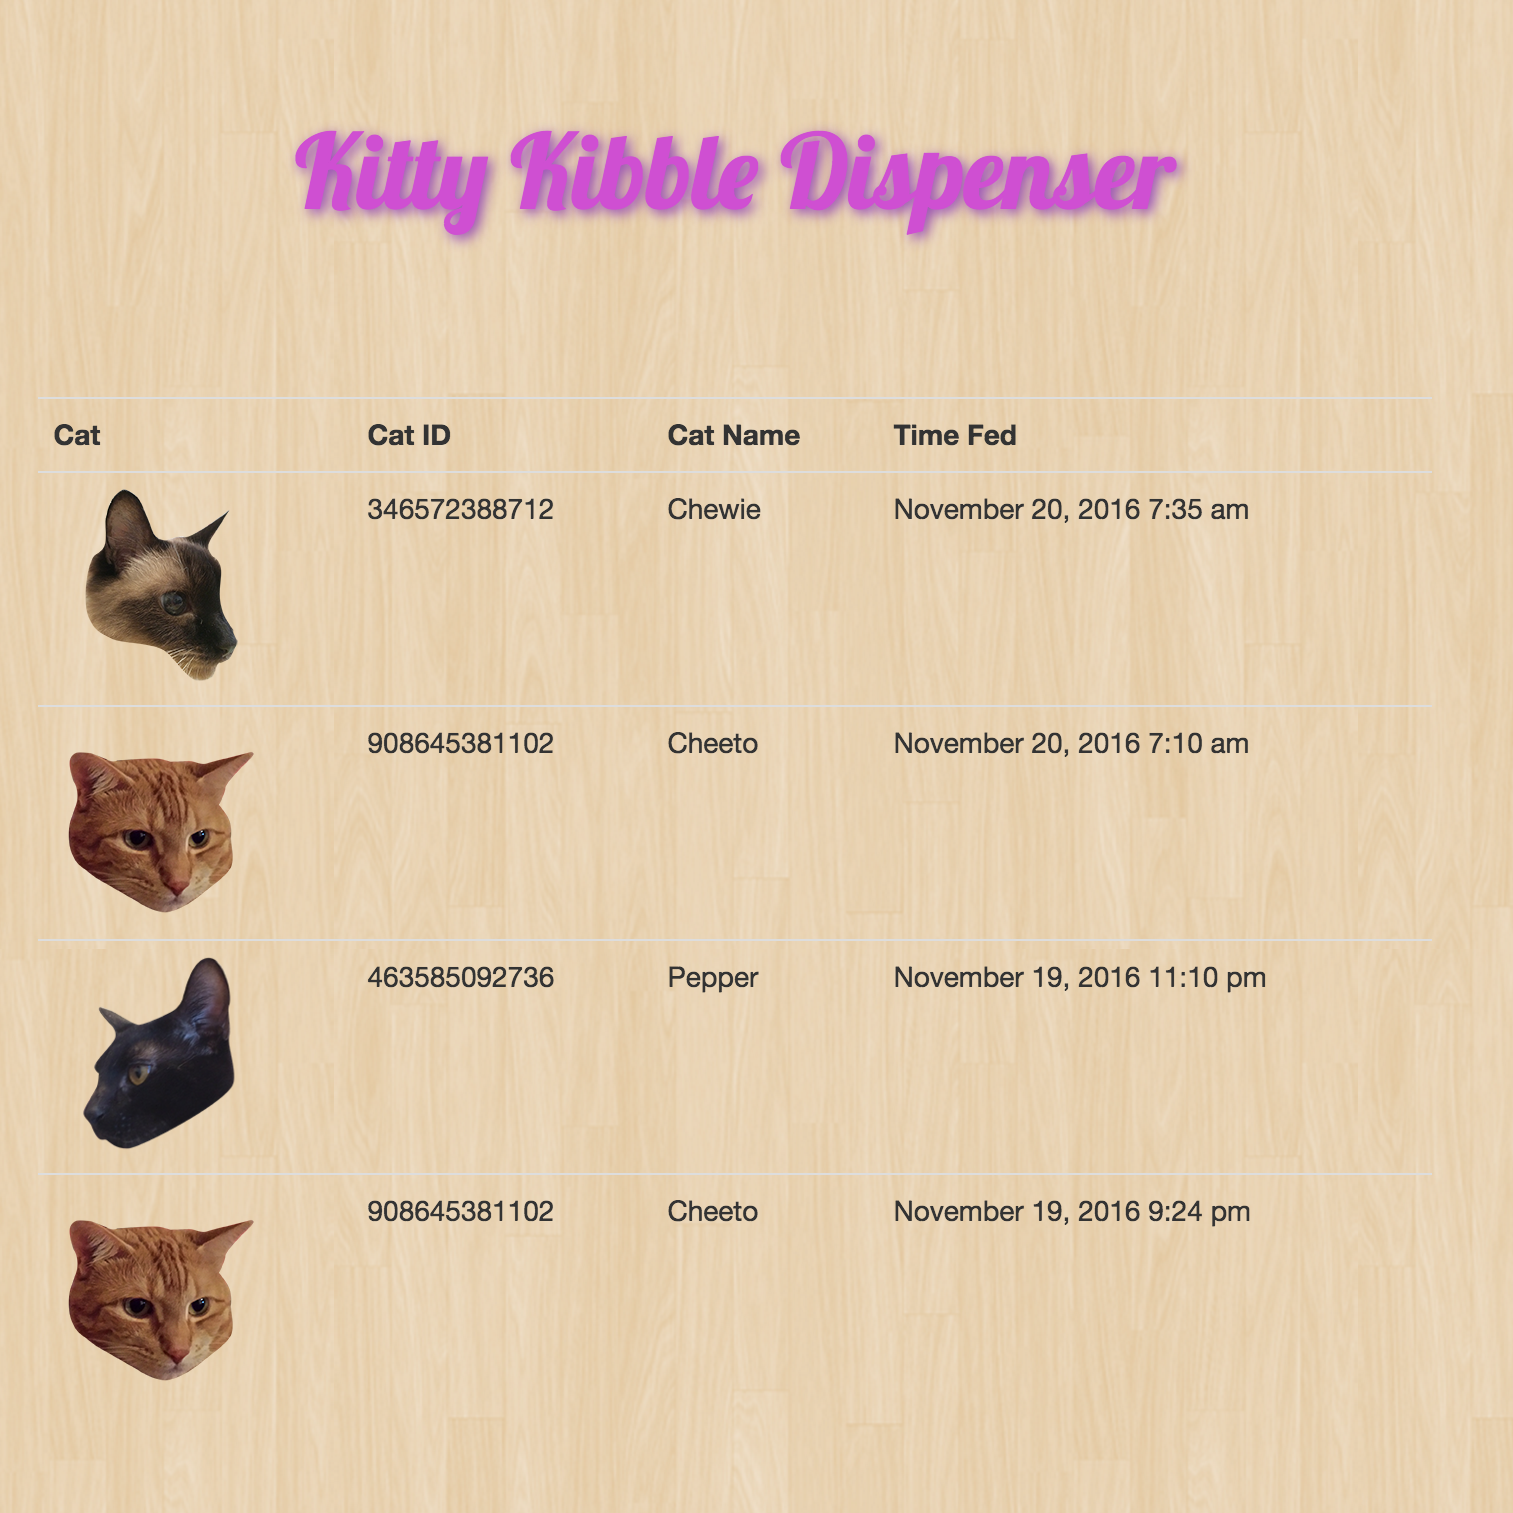 Kitty Kibble Dispenser
Cat Cat ID Cat Name Time Fed
346572388712 Chewie November 20, 2016 7:35 am
908645381102 Cheeto November 20, 2016 7:10 am
463585092736 Pepper November 19, 2016 11:10 pm
908645381102 Cheeto November 19, 2016 9:24 pm